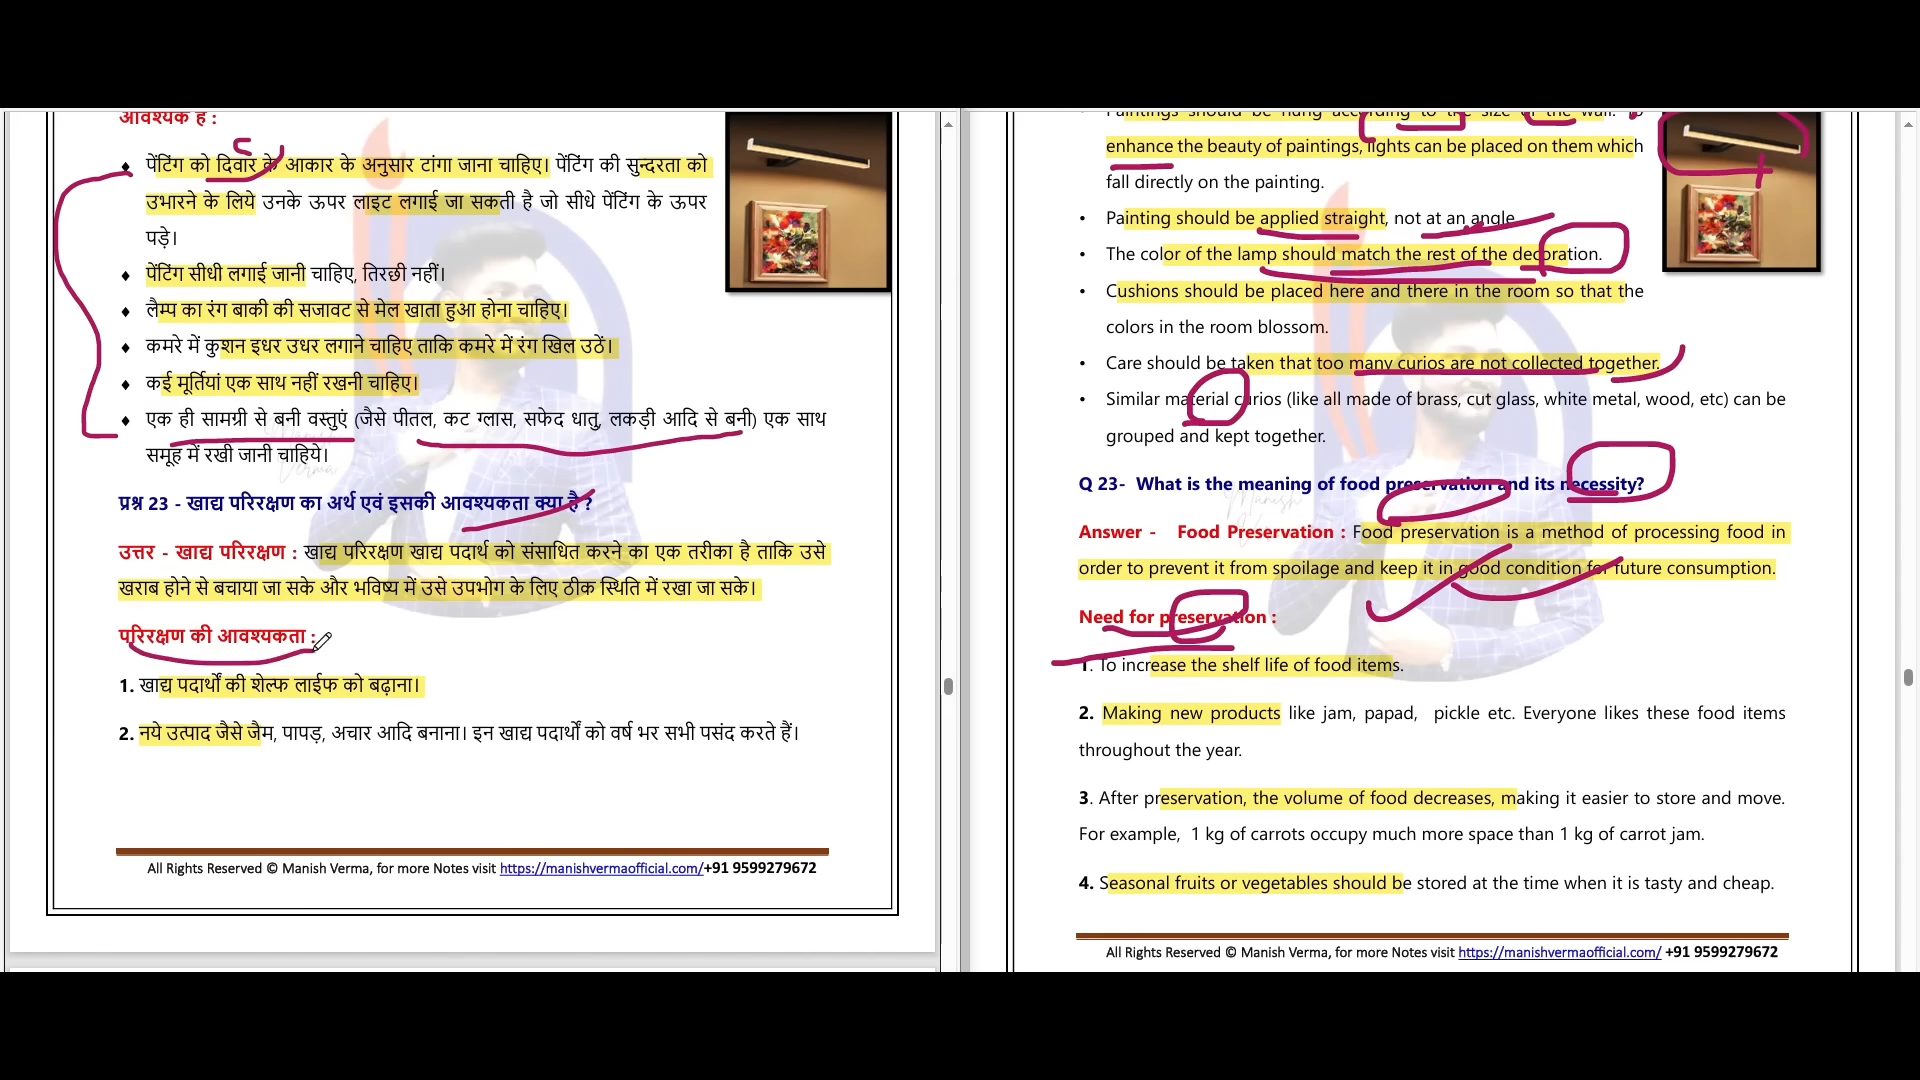 आवश्यक है :
♦ पेंटिंग को दिवार के आकार के अनुसार टांगा जाना चाहिए। पेंटिंग की सुन्दरता को
उभारने के लिये उनके ऊपर लाइट लगाई जा सकती है जो सीधे पेंटिंग के ऊपर
पड़े।
♦ पेंटिंग सीधी लगाई जानी चाहिए, तिरछी नहीं।
♦ लैम्प का रंग बाकी की सजावट से मेल खाता हुआ होना चाहिए।
♦ कमरे में कुशन इधर उधर लगाने चाहिए ताकि कमरे में रंग खिल उठें।
♦ कई मूर्तियां एक साथ नहीं रखनी चाहिए।
♦ एक ही सामग्री से बनी वस्तुएं (जैसे पीतल, कट ग्लास, सफेद धातु, लकड़ी आदि से बनी) एक साथ
समूह में रखी जानी चाहिये।
प्रश्न 23 - खाद्य परिरक्षण का अर्थ एवं इसकी आवश्यकता क्या है ?
उत्तर - खाद्य परिरक्षण : खाद्य परिरक्षण खाद्य पदार्थ को संसाधित करने का एक तरीका है ताकि उसे
खराब होने से बचाया जा सके और भविष्य में उसे उपभोग के लिए ठीक स्थिति में रखा जा सके।
परिरक्षण की आवश्यकता :
1. खाद्य पदार्थों की शेल्फ लाईफ को बढ़ाना।
2. नये उत्पाद जैसे जैम, पापड़, अचार आदि बनाना। इन खाद्य पदार्थों को वर्ष भर सभी पसंद करते हैं।
All Rights Reserved © Manish Verma, for more Notes visit https://manishvermaofficial.com/+91 9599279672
Paintings should be hung according to the size of the wall. To
enhance the beauty of paintings, lights can be placed on them which
fall directly on the painting.
• Painting should be applied straight, not at an angle.
• The color of the lamp should match the rest of the decoration.
• Cushions should be placed here and there in the room so that the
colors in the room blossom.
• Care should be taken that too many curios are not collected together.
• Similar material curios (like all made of brass, cut glass, white metal, wood, etc) can be
grouped and kept together.
Q 23- What is the meaning of food preservation and its necessity?
Answer - Food Preservation : Food preservation is a method of processing food in
order to prevent it from spoilage and keep it in good condition for future consumption.
Need for preservation :
1. To increase the shelf life of food items.
2. Making new products like jam, papad, pickle etc. Everyone likes these food items
throughout the year.
3. After preservation, the volume of food decreases, making it easier to store and move.
For example, 1 kg of carrots occupy much more space than 1 kg of carrot jam.
4. Seasonal fruits or vegetables should be stored at the time when it is tasty and cheap.
All Rights Reserved © Manish Verma, for more Notes visit https://manishvermaofficial.com/ +91 9599279672